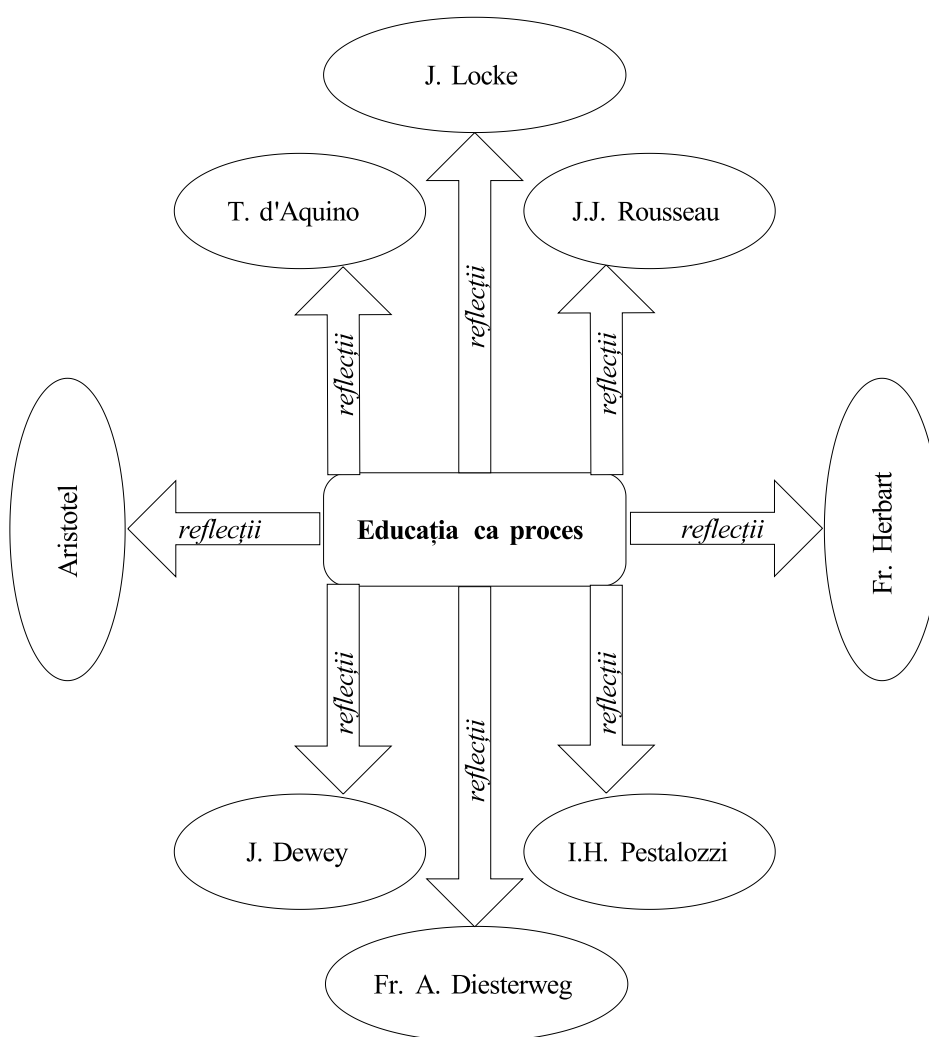 J. Locke
T. d'Aquino
J.J. Rousseau
reflecții
reflecții
reflecții
Aristotel
reflecții
Educația ca proces
reflecții
Fr. Herbart
reflecții
reflecții
reflecții
J. Dewey
I.H. Pestalozzi
Fr. A. Diesterweg